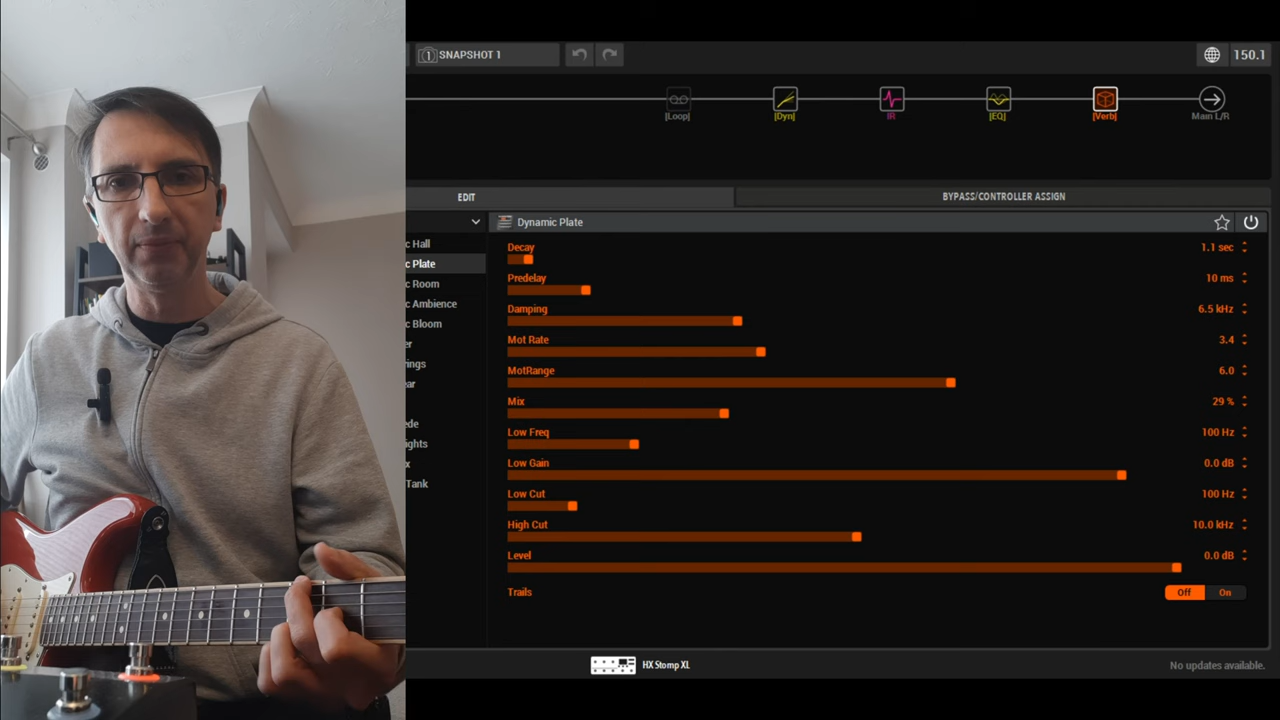 1 SNAPSHOT 1
150.1
|Loop|
|Dyn|
IR
|EQ|
|Verb|
Main L/R
EDIT
BYPASS/CONTROLLER ASSIGN
Dynamic Plate
c Hall
c Plate
c Room
c Ambience
c Bloom
er
ings
ar
ede
ights
x
Tank
Decay 1.1 sec
Predelay 10 ms
Damping 6.5 kHz
Mot Rate 3.4
MotRange 6.0
Mix 29 %
Low Freq 100 Hz
Low Gain 0.0 dB
Low Cut 100 Hz
High Cut 10.0 kHz
Level 0.0 dB
Trails Off On
HX Stomp XL
No updates available.